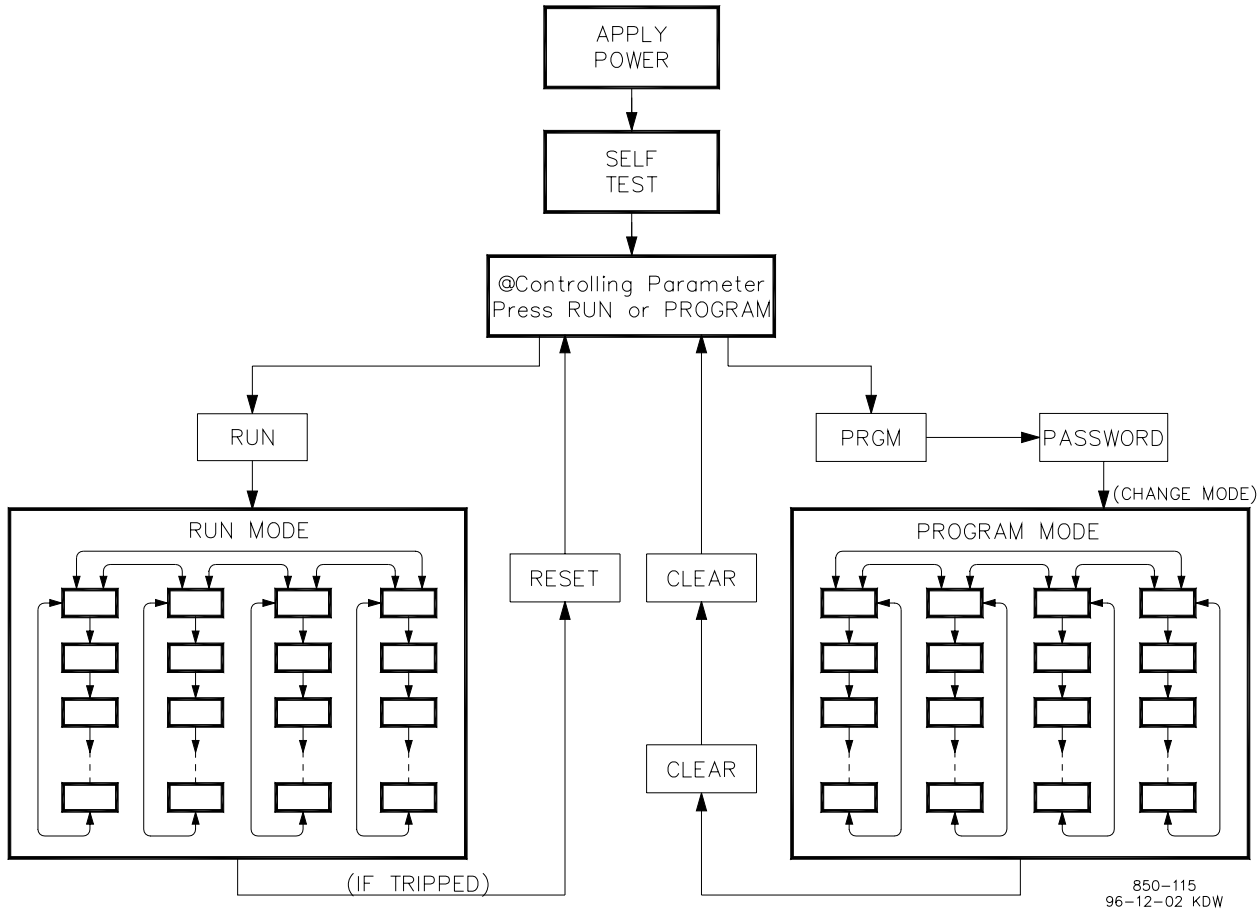 APPLY
POWER
SELF
TEST
@Controlling Parameter
Press RUN or PROGRAM
RUN
PRGM
PASSWORD
(CHANGE MODE)
RUN MODE
PROGRAM MODE
RESET
CLEAR
CLEAR
(IF TRIPPED)
850-115
96-12-02 KDW